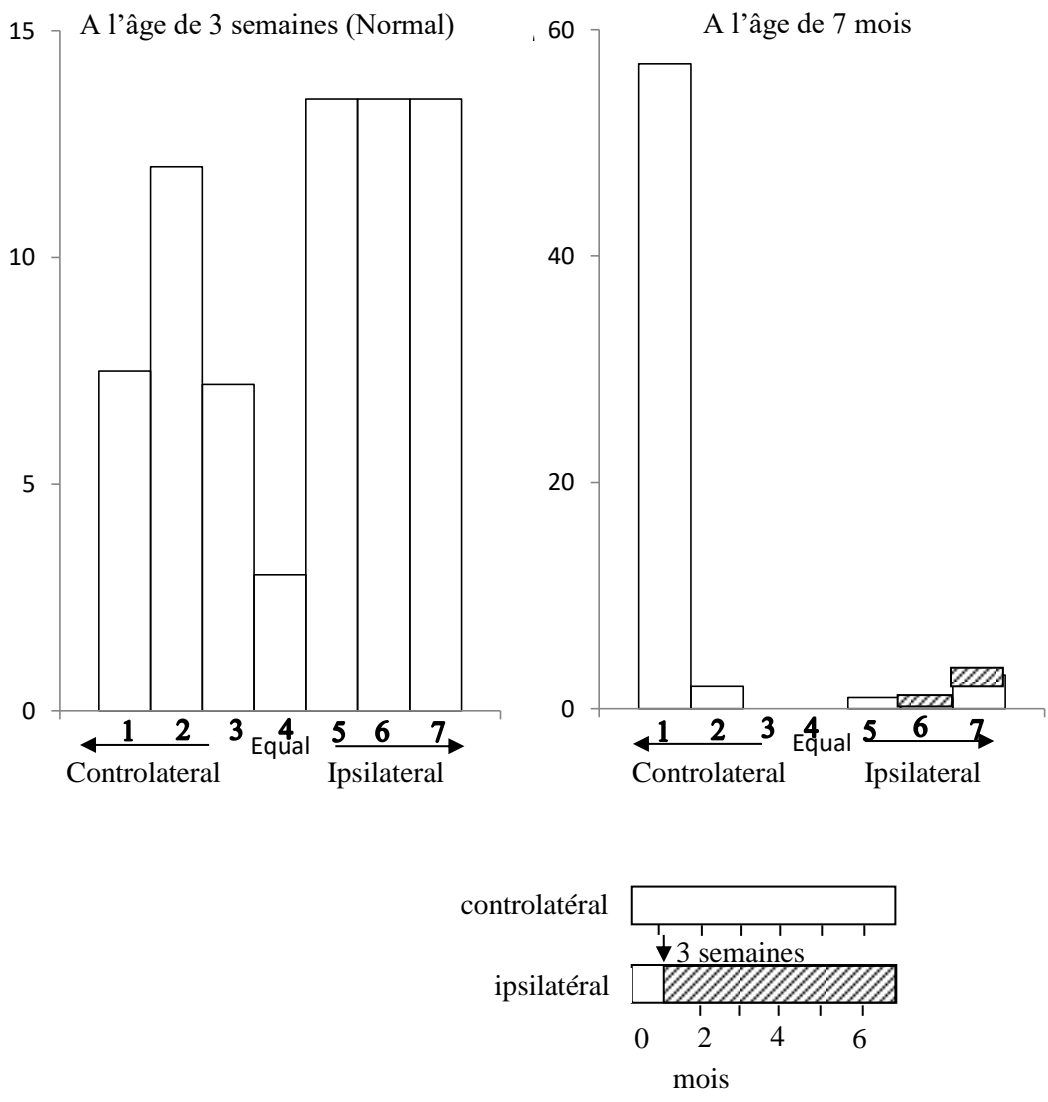 A l’âge de 3 semaines (Normal)
15
10
5
0
1 2 3 4 5 6 7
Equal
Controlateral Ipsilateral
A l’âge de 7 mois
60
40
20
0
1 2 3 4 5 6 7
Equal
Controlateral Ipsilateral
controlatéral
3 semaines
ipsilatéral
0 2 4 6
mois